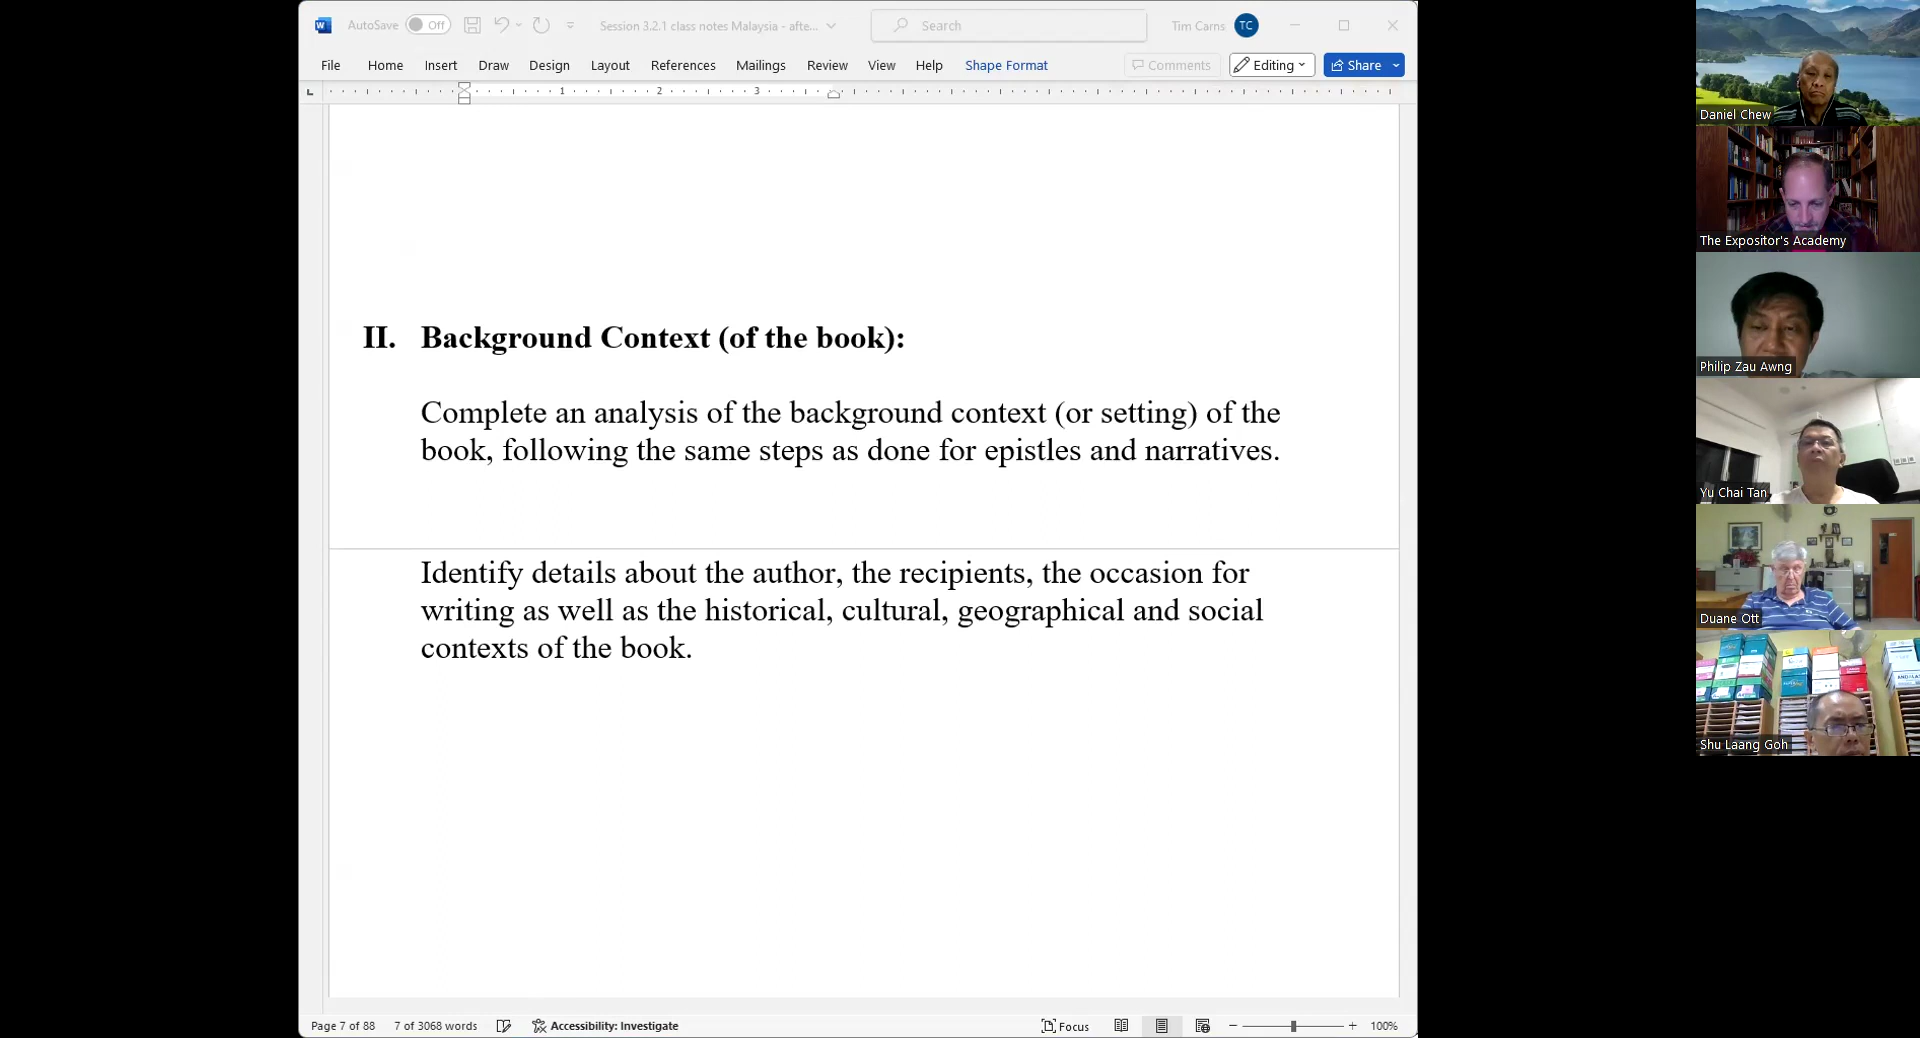 AutoSave Off Session 3.2.1 class notes Malaysia - afte... Search Tim Carns TC
File Home Insert Draw Design Layout References Mailings Review View Help Shape Format Comments Editing Share
1 2 3
II. Background Context (of the book):
Complete an analysis of the background context (or setting) of the
book, following the same steps as done for epistles and narratives.
Identify details about the author, the recipients, the occasion for
writing as well as the historical, cultural, geographical and social
contexts of the book.
Page 7 of 88 7 of 3068 words Accessibility: Investigate Focus 100%
Daniel Chew
The Expositor's Academy
Philip Zau Awng
Yu Chai Tan
Duane Ott
Shu Laang Goh